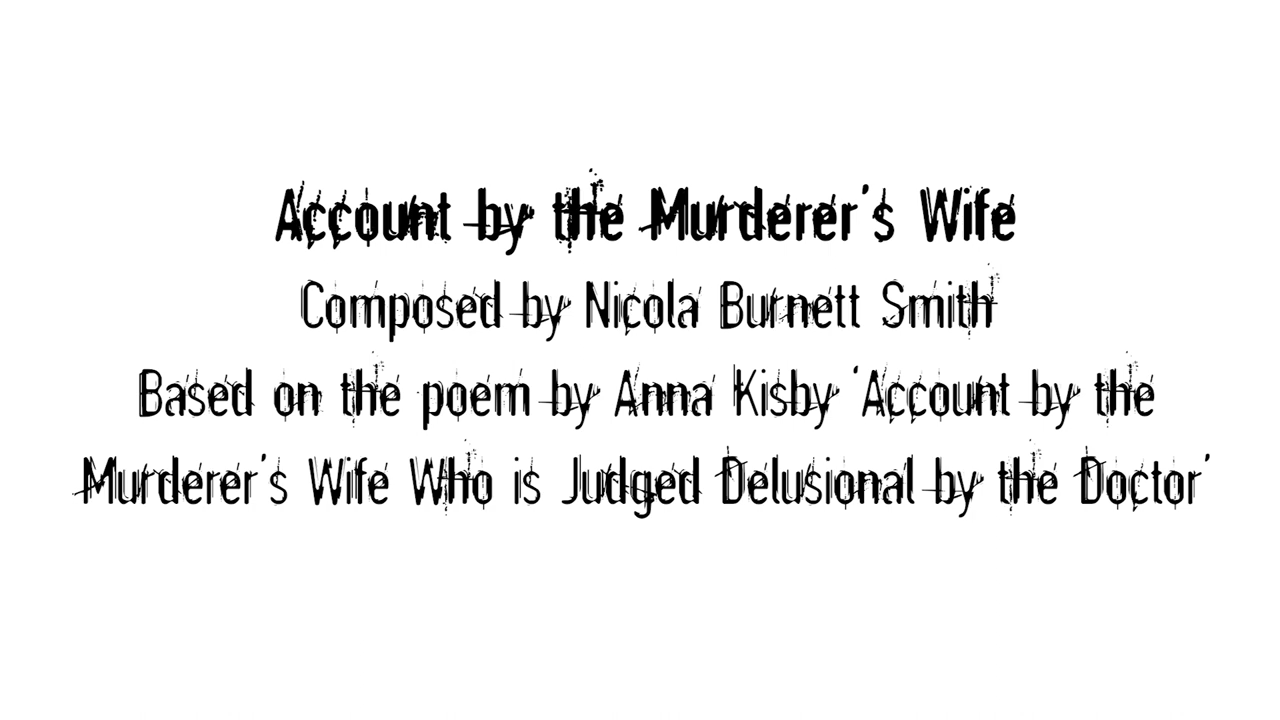 Account by the Murderer's Wife
Composed by Nicola Burnett Smith
Based on the poem by Anna Kisby 'Account by the
Murderer's Wife Who is Judged Delusional by the Doctor'